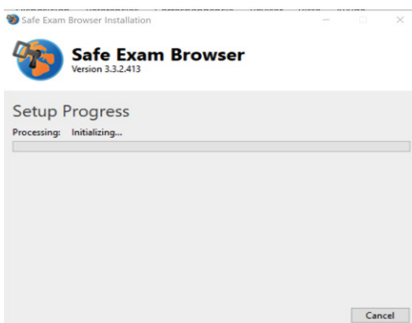 Safe Exam Browser Installation
Safe Exam Browser
Version 3.3.2.413
Setup Progress
Processing: Initializing...
Cancel